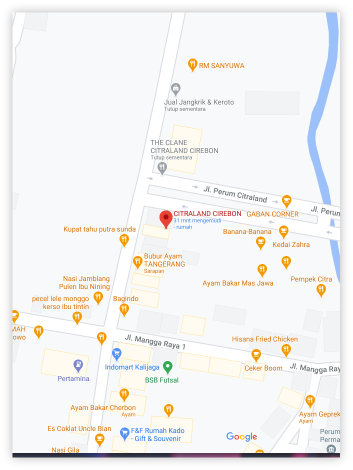 RM SANYUWA
Jual Jangkrik & Keroto
Tutup sementara
THE CLANE
CITRALAND CIREBON
Tutup sementara
Jl. Perum Citraland
Jl. Perum
CITRALAND CIREBON
31 mnt mengemudi
- rumah
GABAN CORNER
Kupat tahu putra sunda
Banana-Banana
Kedai Zahra
Bubur Ayam
TANGERANG
Sarapan
Nasi Jamblang
Pulen Ibu Nining
Ayam Bakar Mas Jawa
Pempek Citra
pecel lele monggo
kerso ibu tintin
Bagindo
MAH
owo
Jl. Mangga Raya 1
Hisana Fried Chicken
Indomart Kalijaga
Ceker Boom
Jl. Mangga Ray
Pertamina
BSB Futsal
Ayam Bakar Cherbon
Ayam
Ayam Geprek
Ayam
Es Coklat Uncle Bian
F&F Rumah Kado
- Gift & Souvenir
Google
Perum
Perma
Nasi Gila